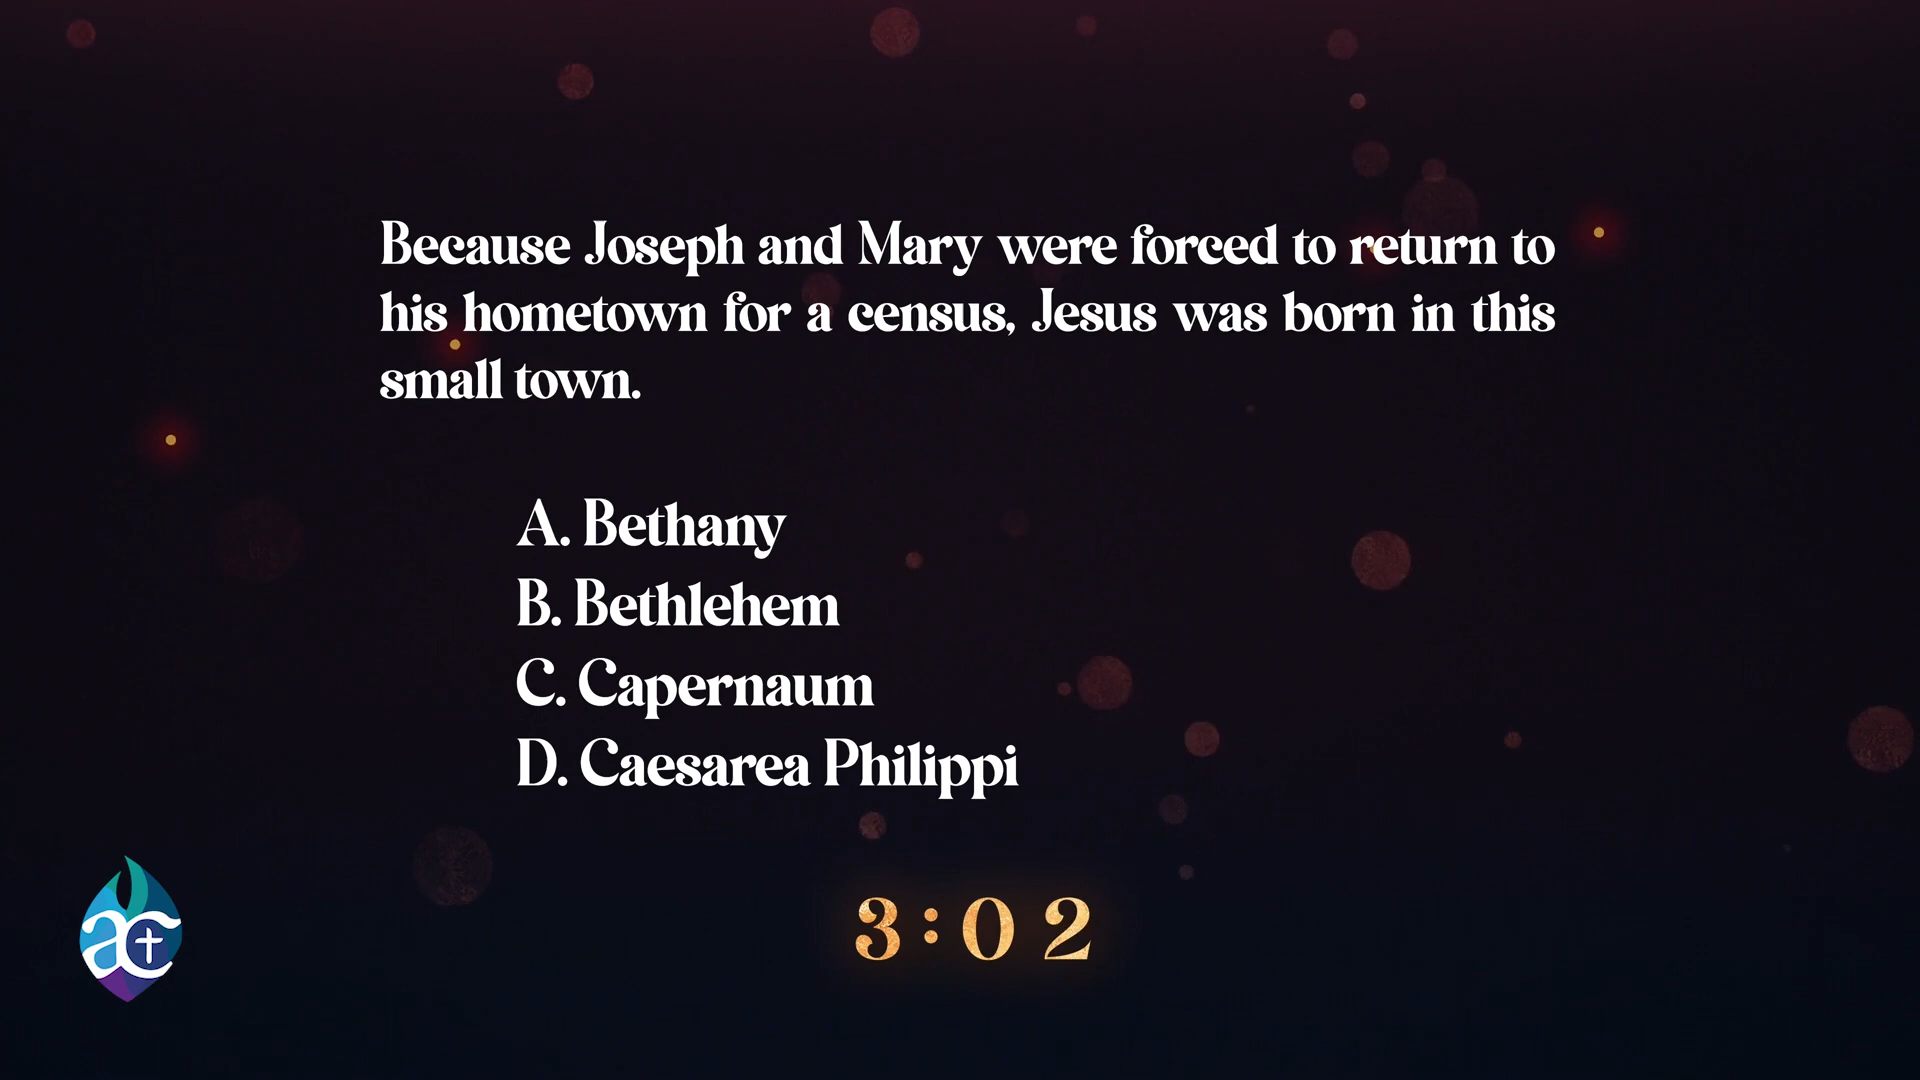 Because Joseph and Mary were forced to return to
his hometown for a census, Jesus was born in this
small town.
A. Bethany
B. Bethlehem
C. Capernaum
D. Caesarea Philippi
ac
3:02